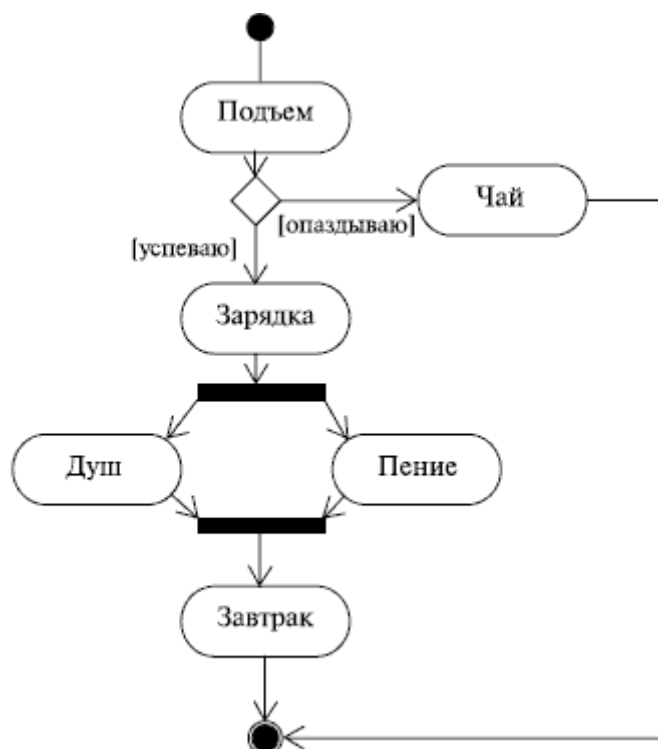 Подъем
Чай
[опаздываю]
[успеваю]
Зарядка
Душ
Пение
Завтрак